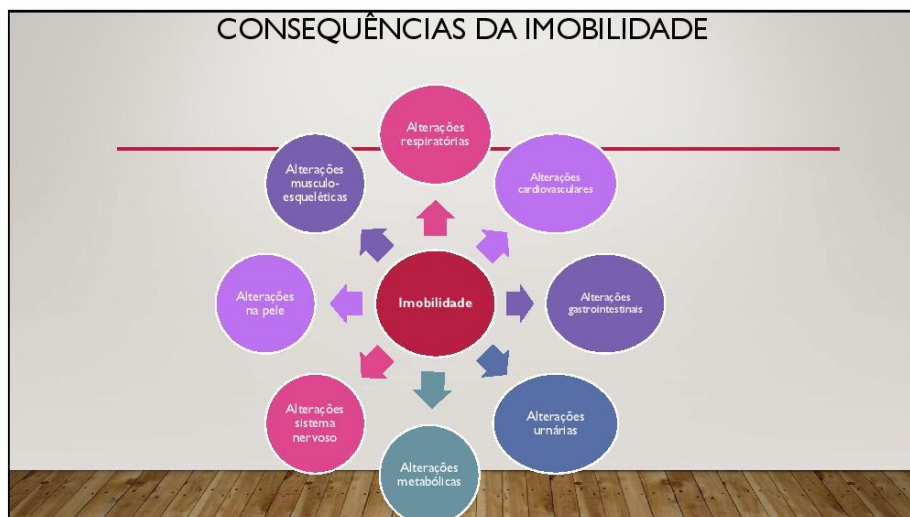 CONSEQUÊNCIAS DA IMOBILIDADE
Alterações
respiratórias
Alterações
cardiovasculares
Alterações
gastrointestinais
Alterações
urnárias
Alterações
metabólicas
Alterações
sistema
nervoso
Alterações
na pele
Alterações
musculo-
esqueléticas
Imobilidade